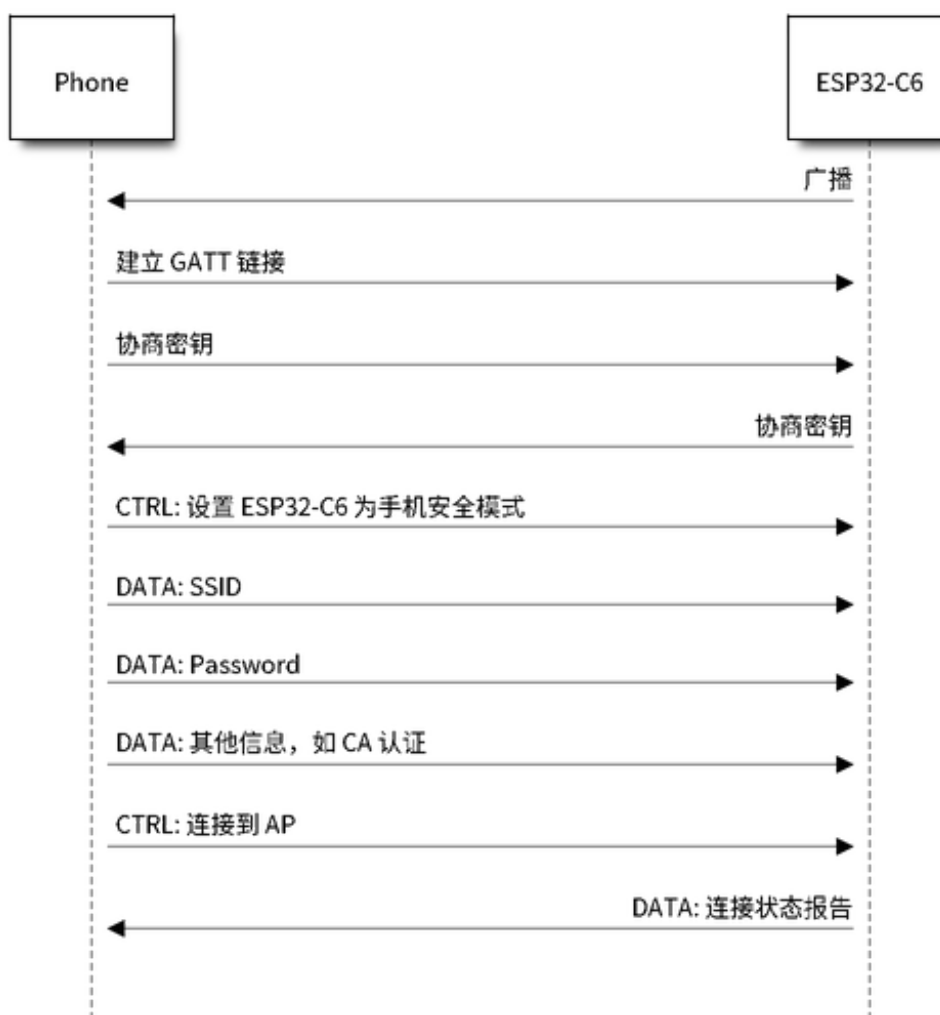 Phone
ESP32-C6
广播
建立 GATT 链接
协商密钥
协商密钥
CTRL: 设置 ESP32-C6 为手机安全模式
DATA: SSID
DATA: Password
DATA: 其他信息，如 CA 认证
CTRL: 连接到 AP
DATA: 连接状态报告